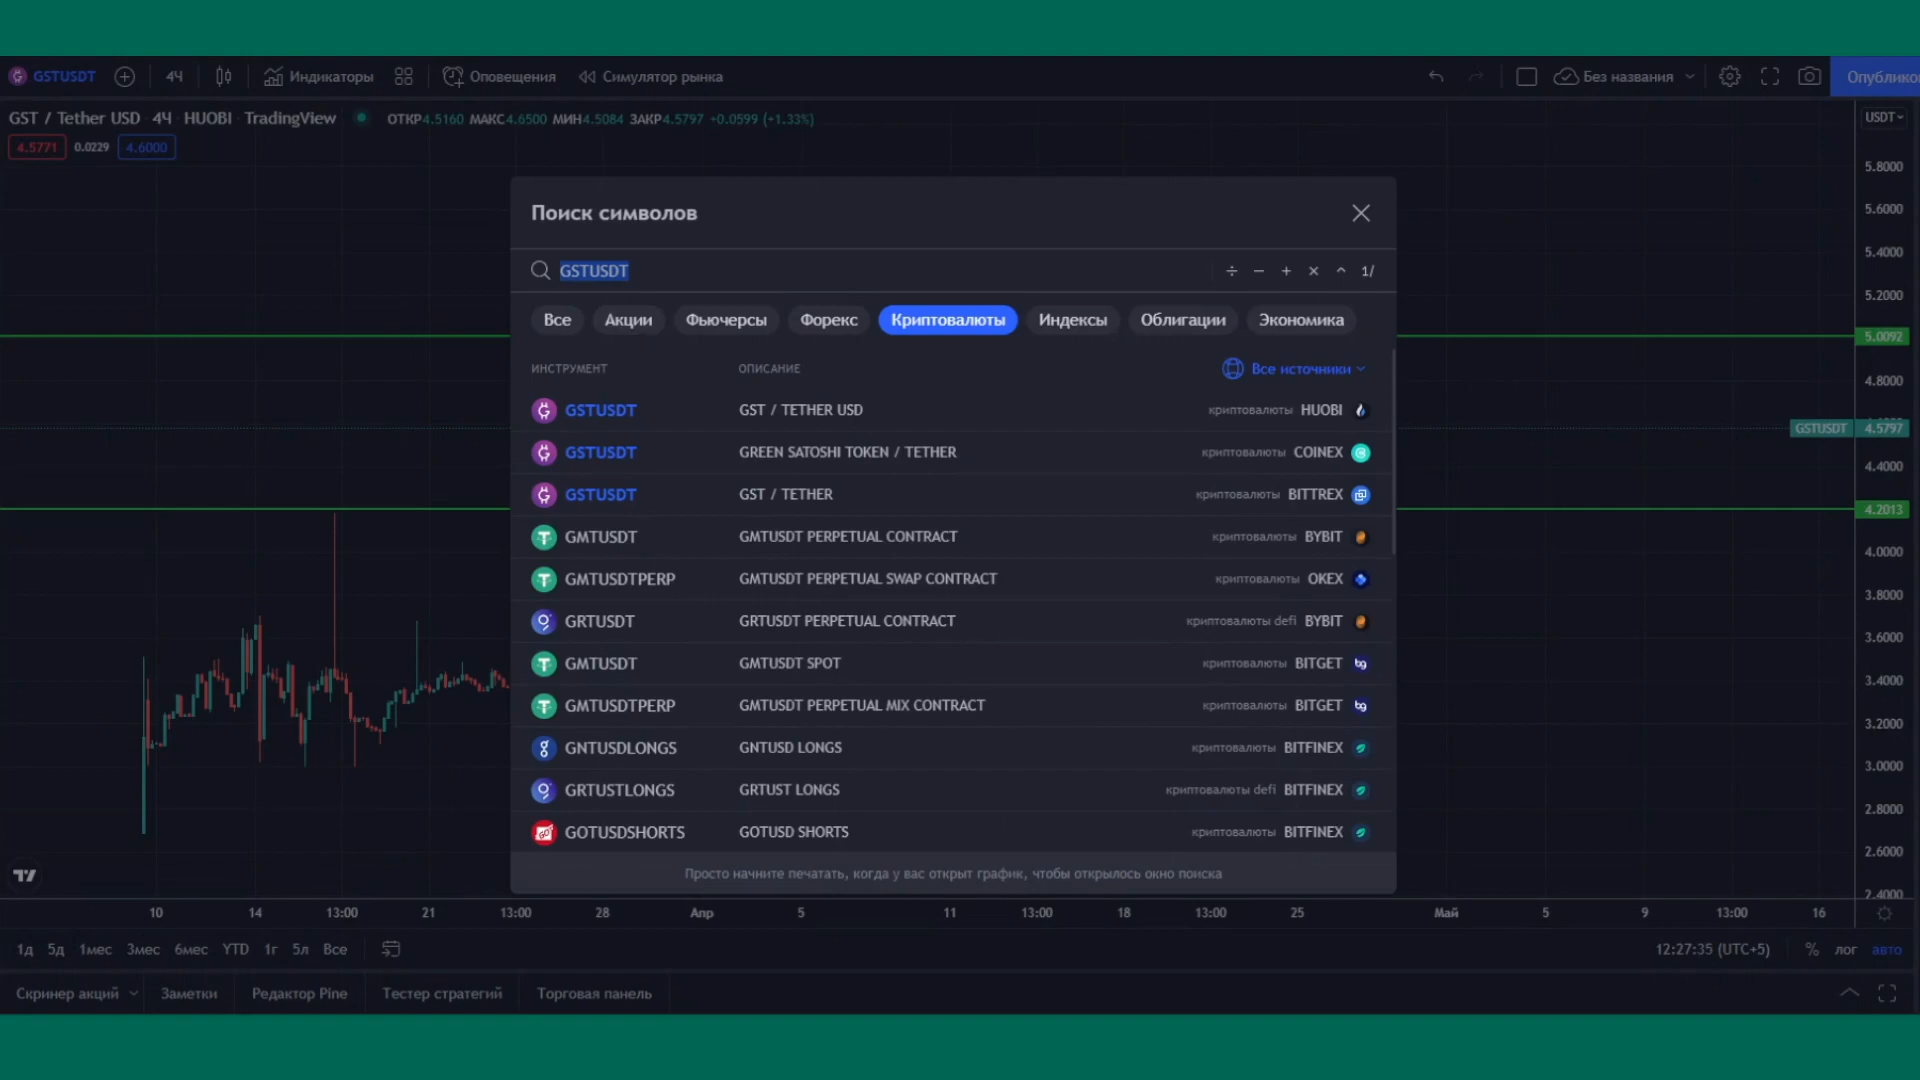 GSTUSDT 4Ч Индикаторы Оповещения Симулятор рынка Без названия Опублико
GST / Tether USD 4Ч HUOBI TradingView ОТКР4.5160 МАКС4.6500 МИН4.5084 ЗАКР4.5797 +0.0599 (+1.33%) USDT
4.5771 0.0229 4.6000
5.8000
5.6000
5.4000
5.2000
5.0092
4.8000
GSTUSDT 4.5797
4.4000
4.2013
4.0000
3.8000
3.6000
3.4000
3.2000
3.0000
2.8000
2.6000
2.4000
Поиск символов
GSTUSDT ÷ − + × ^ 1/
Все Акции Фьючерсы Форекс Криптовалюты Индексы Облигации Экономика
ИНСТРУМЕНТ ОПИСАНИЕ Все источники
GSTUSDT GST / TETHER USD криптовалюты HUOBI
GSTUSDT GREEN SATOSHI TOKEN / TETHER криптовалюты COINEX
GSTUSDT GST / TETHER криптовалюты BITTREX
GMTUSDT GMTUSDT PERPETUAL CONTRACT криптовалюты BYBIT
GMTUSDTPERP GMTUSDT PERPETUAL SWAP CONTRACT криптовалюты OKEX
GRTUSDT GRTUSDT PERPETUAL CONTRACT криптовалюты defi BYBIT
GMTUSDT GMTUSDT SPOT криптовалюты BITGET
GMTUSDTPERP GMTUSDT PERPETUAL MIX CONTRACT криптовалюты BITGET
GNTUSDLONGS GNTUSD LONGS криптовалюты BITFINEX
GRTUSTLONGS GRTUST LONGS криптовалюты defi BITFINEX
GOTUSDSHORTS GOTUSD SHORTS криптовалюты BITFINEX
Просто начните печатать, когда у вас открыт график, чтобы открылось окно поиска
10 14 13:00 21 13:00 28 Апр 5 11 13:00 18 13:00 25 Май 5 9 13:00 16
1д 5д 1мес 3мес 6мес YTD 1г 5л Все 12:27:35 (UTC+5) % лог авто
Скринер акций Заметки Редактор Pine Тестер стратегий Торговая панель